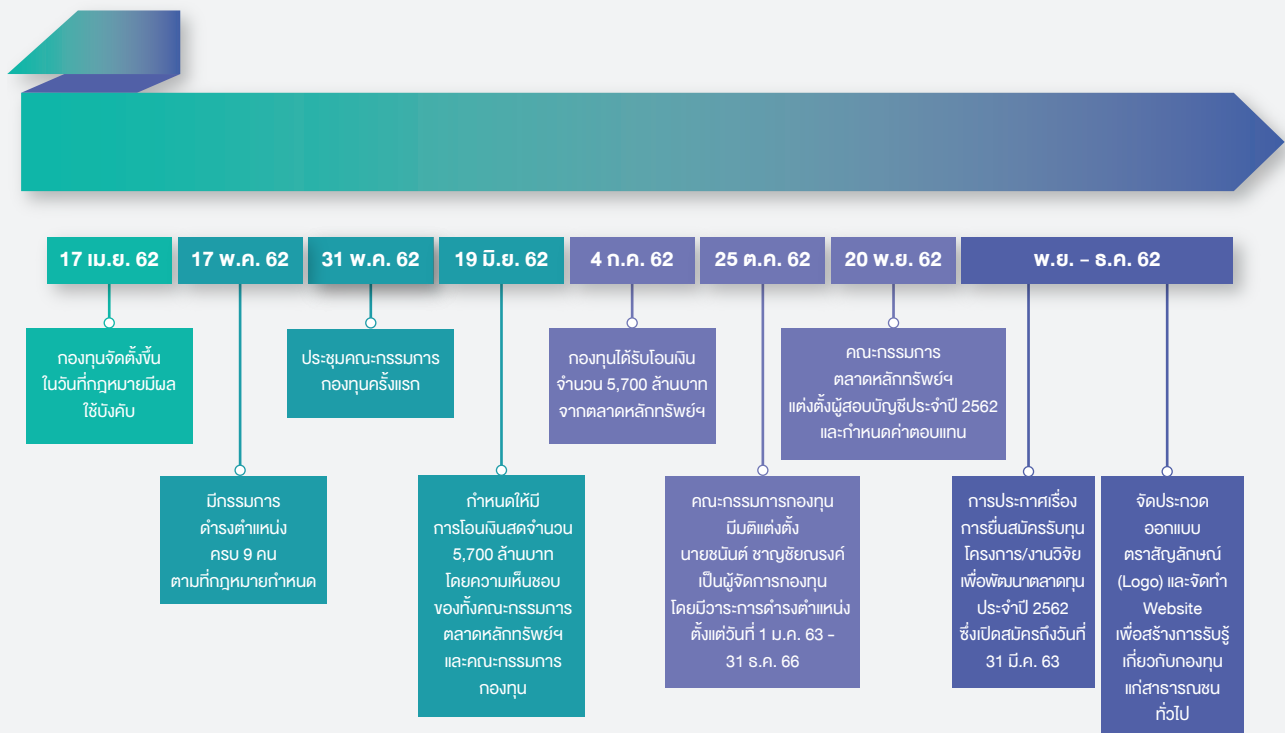 17 เม.ย. 62
17 พ.ค. 62
31 พ.ค. 62
19 มิ.ย. 62
4 ก.ค. 62
25 ต.ค. 62
20 พ.ย. 62
พ.ย. - ธ.ค. 62
กองทุนจัดตั้งขึ้น
ในวันที่กฎหมายมีผล
ใช้บังคับ
มีกรรมการ
ดำรงตำแหน่ง
ครบ 9 คน
ตามที่กฎหมายกำหนด
ประชุมคณะกรรมการ
กองทุนครั้งแรก
กำหนดให้มี
การโอนเงินสดจำนวน
5,700 ล้านบาท
โดยความเห็นชอบ
ของทั้งคณะกรรมการ
ตลาดหลักทรัพย์ฯ
และคณะกรรมการ
กองทุน
กองทุนได้รับโอนเงิน
จำนวน 5,700 ล้านบาท
จากตลาดหลักทรัพย์ฯ
คณะกรรมการกองทุน
มีมติแต่งตั้ง
นายชนันต์ ชาญชัยณรงค์
เป็นผู้จัดการกองทุน
โดยมีวาระการดำรงตำแหน่ง
ตั้งแต่วันที่ 1 ม.ค. 63 -
31 ธ.ค. 66
คณะกรรมการ
ตลาดหลักทรัพย์ฯ
แต่งตั้งผู้สอบบัญชีประจำปี 2562
และกำหนดค่าตอบแทน
การประกาศเรื่อง
การยื่นสมัครรับทุน
โครงการ/งานวิจัย
เพื่อพัฒนาตลาดทุน
ประจำปี 2562
ซึ่งเปิดสมัครถึงวันที่
31 มี.ค. 63
จัดประกวด
ออกแบบ
ตราสัญลักษณ์
(Logo) และจัดทำ
Website
เพื่อสร้างการรับรู้
เกี่ยวกับกองทุน
แก่สาธารณชน
ทั่วไป